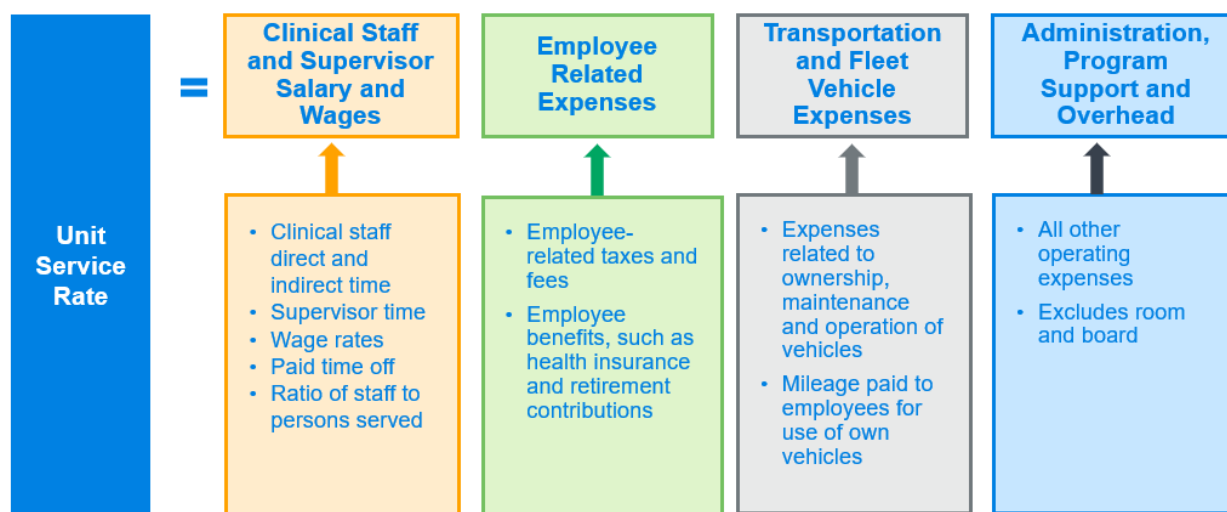 Unit
Service
Rate
=
Clinical Staff
and Supervisor
Salary and
Wages
Employee
Related
Expenses
Transportation
and Fleet
Vehicle
Expenses
Administration,
Program
Support and
Overhead
• Clinical staff
direct and
indirect time
• Supervisor time
• Wage rates
• Paid time off
• Ratio of staff to
persons served
• Employee-
related taxes and
fees
• Employee
benefits, such as
health insurance
and retirement
contributions
• Expenses
related to
ownership,
maintenance
and operation of
vehicles
• Mileage paid to
employees for
use of own
vehicles
• All other
operating
expenses
• Excludes room
and board